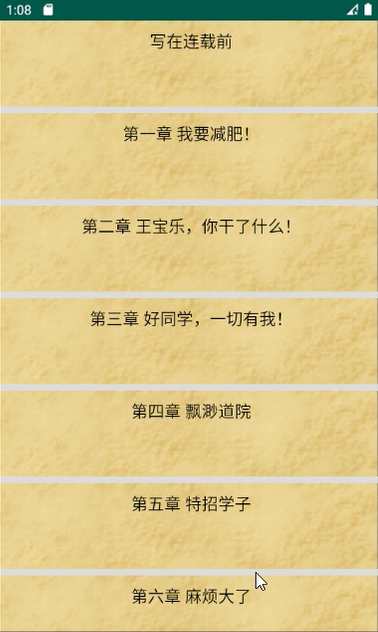 1:08
写在连载前
第一章 我要减肥！
第二章 王宝乐，你干了什么！
第三章 好同学，一切有我！
第四章 飘渺道院
第五章 特招学子
第六章 麻烦大了